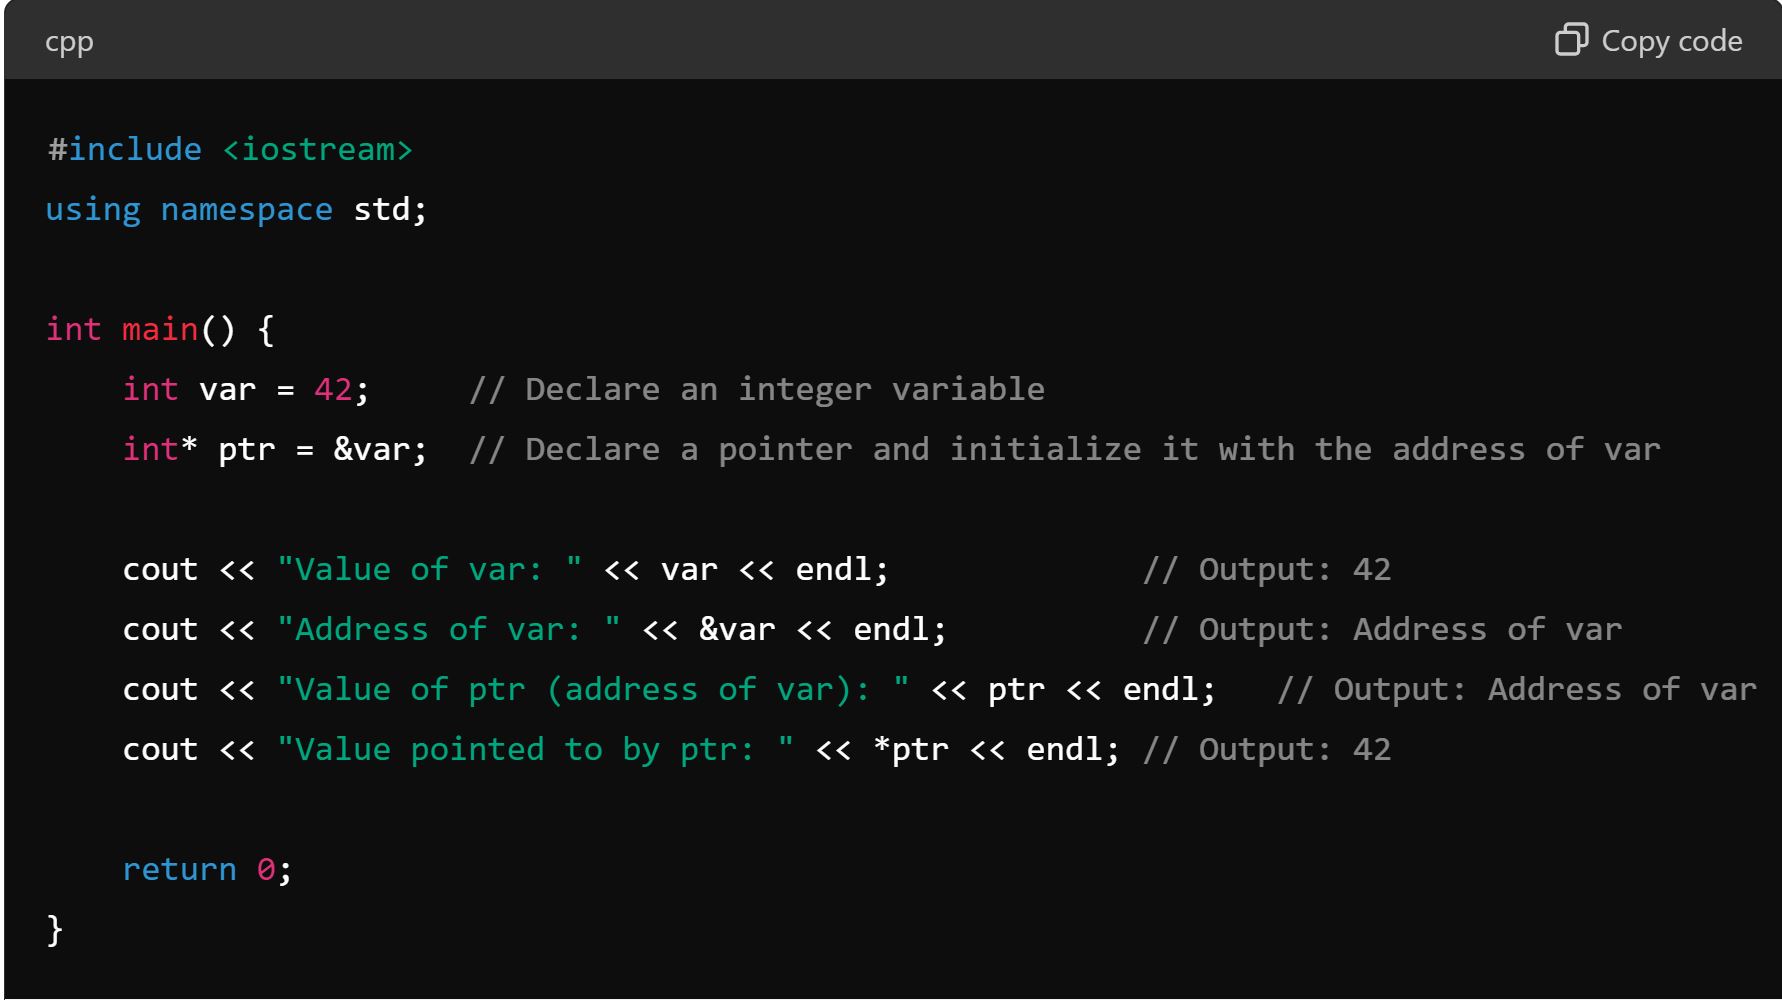 cpp
Copy code
#include <iostream>
using namespace std;
int main() {
    int var = 42;     // Declare an integer variable
    int* ptr = &var;  // Declare a pointer and initialize it with the address of var
    cout << "Value of var: " << var << endl;             // Output: 42
    cout << "Address of var: " << &var << endl;          // Output: Address of var
    cout << "Value of ptr (address of var): " << ptr << endl;   // Output: Address of var
    cout << "Value pointed to by ptr: " << *ptr << endl; // Output: 42
    return 0;
}